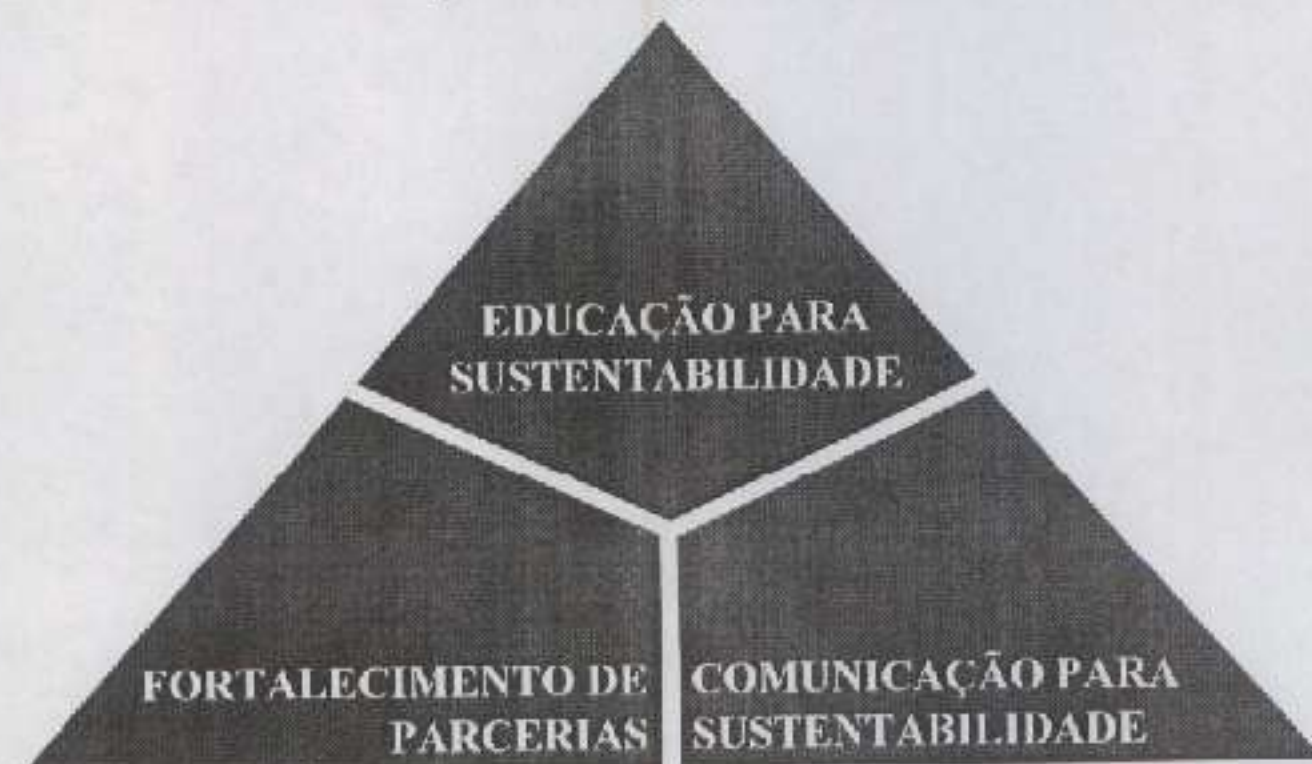 EDUCAÇÃO PARA
SUSTENTABILIDADE
FORTALECIMENTO DE
PARCERIAS
COMUNICAÇÃO PARA
SUSTENTABILIDADE